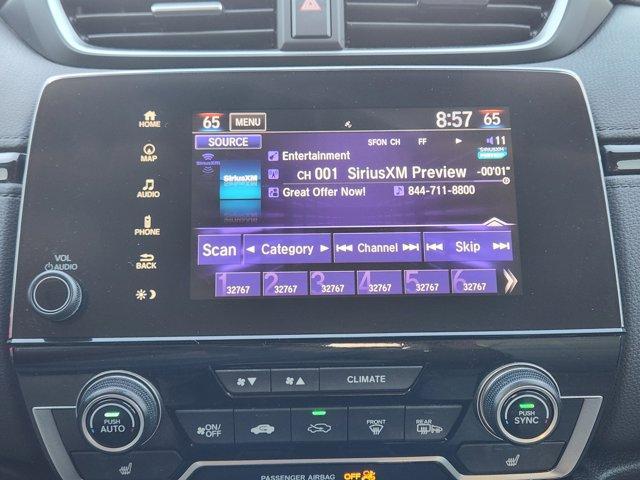 65 MENU 8:57 65
HOME
SOURCE SFON CH FF 11
SiriusXM Entertainment SiriusXM PREVIEW
MAP
SiriusXM CH 001 SiriusXM Preview -00'01"
AUDIO
Great Offer Now! 844-711-8800
PHONE
Scan Category Channel Skip
BACK
VOL
AUDIO
1 32767 2 32767 3 32767 4 32767 5 32767 6 32767
CLIMATE
PUSH AUTO
PUSH SYNC
ON/OFF
FRONT
REAR
PASSENGER AIRBAG OFF